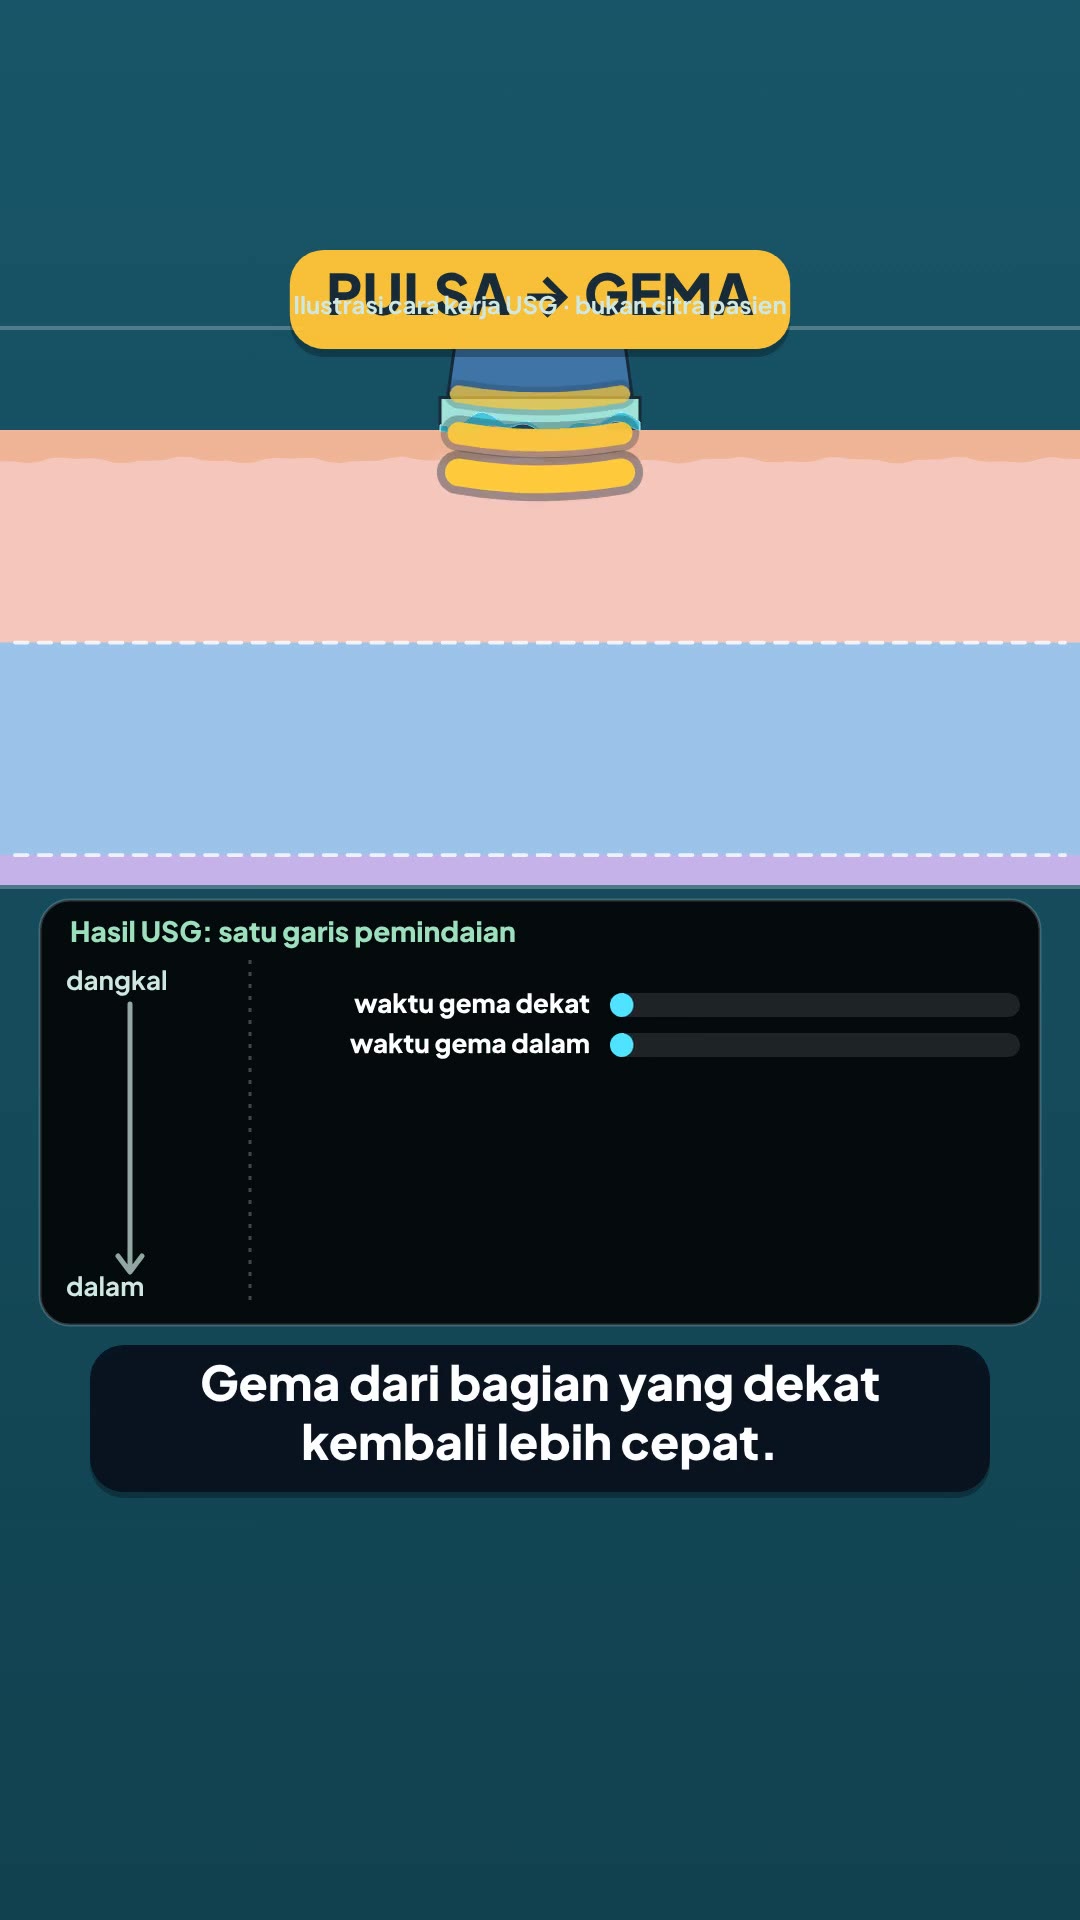 PULSA → GEMA
Ilustrasi cara kerja USG · bukan citra pasien
Hasil USG: satu garis pemindaian
dangkal
waktu gema dekat
waktu gema dalam
dalam
Gema dari bagian yang dekat
kembali lebih cepat.